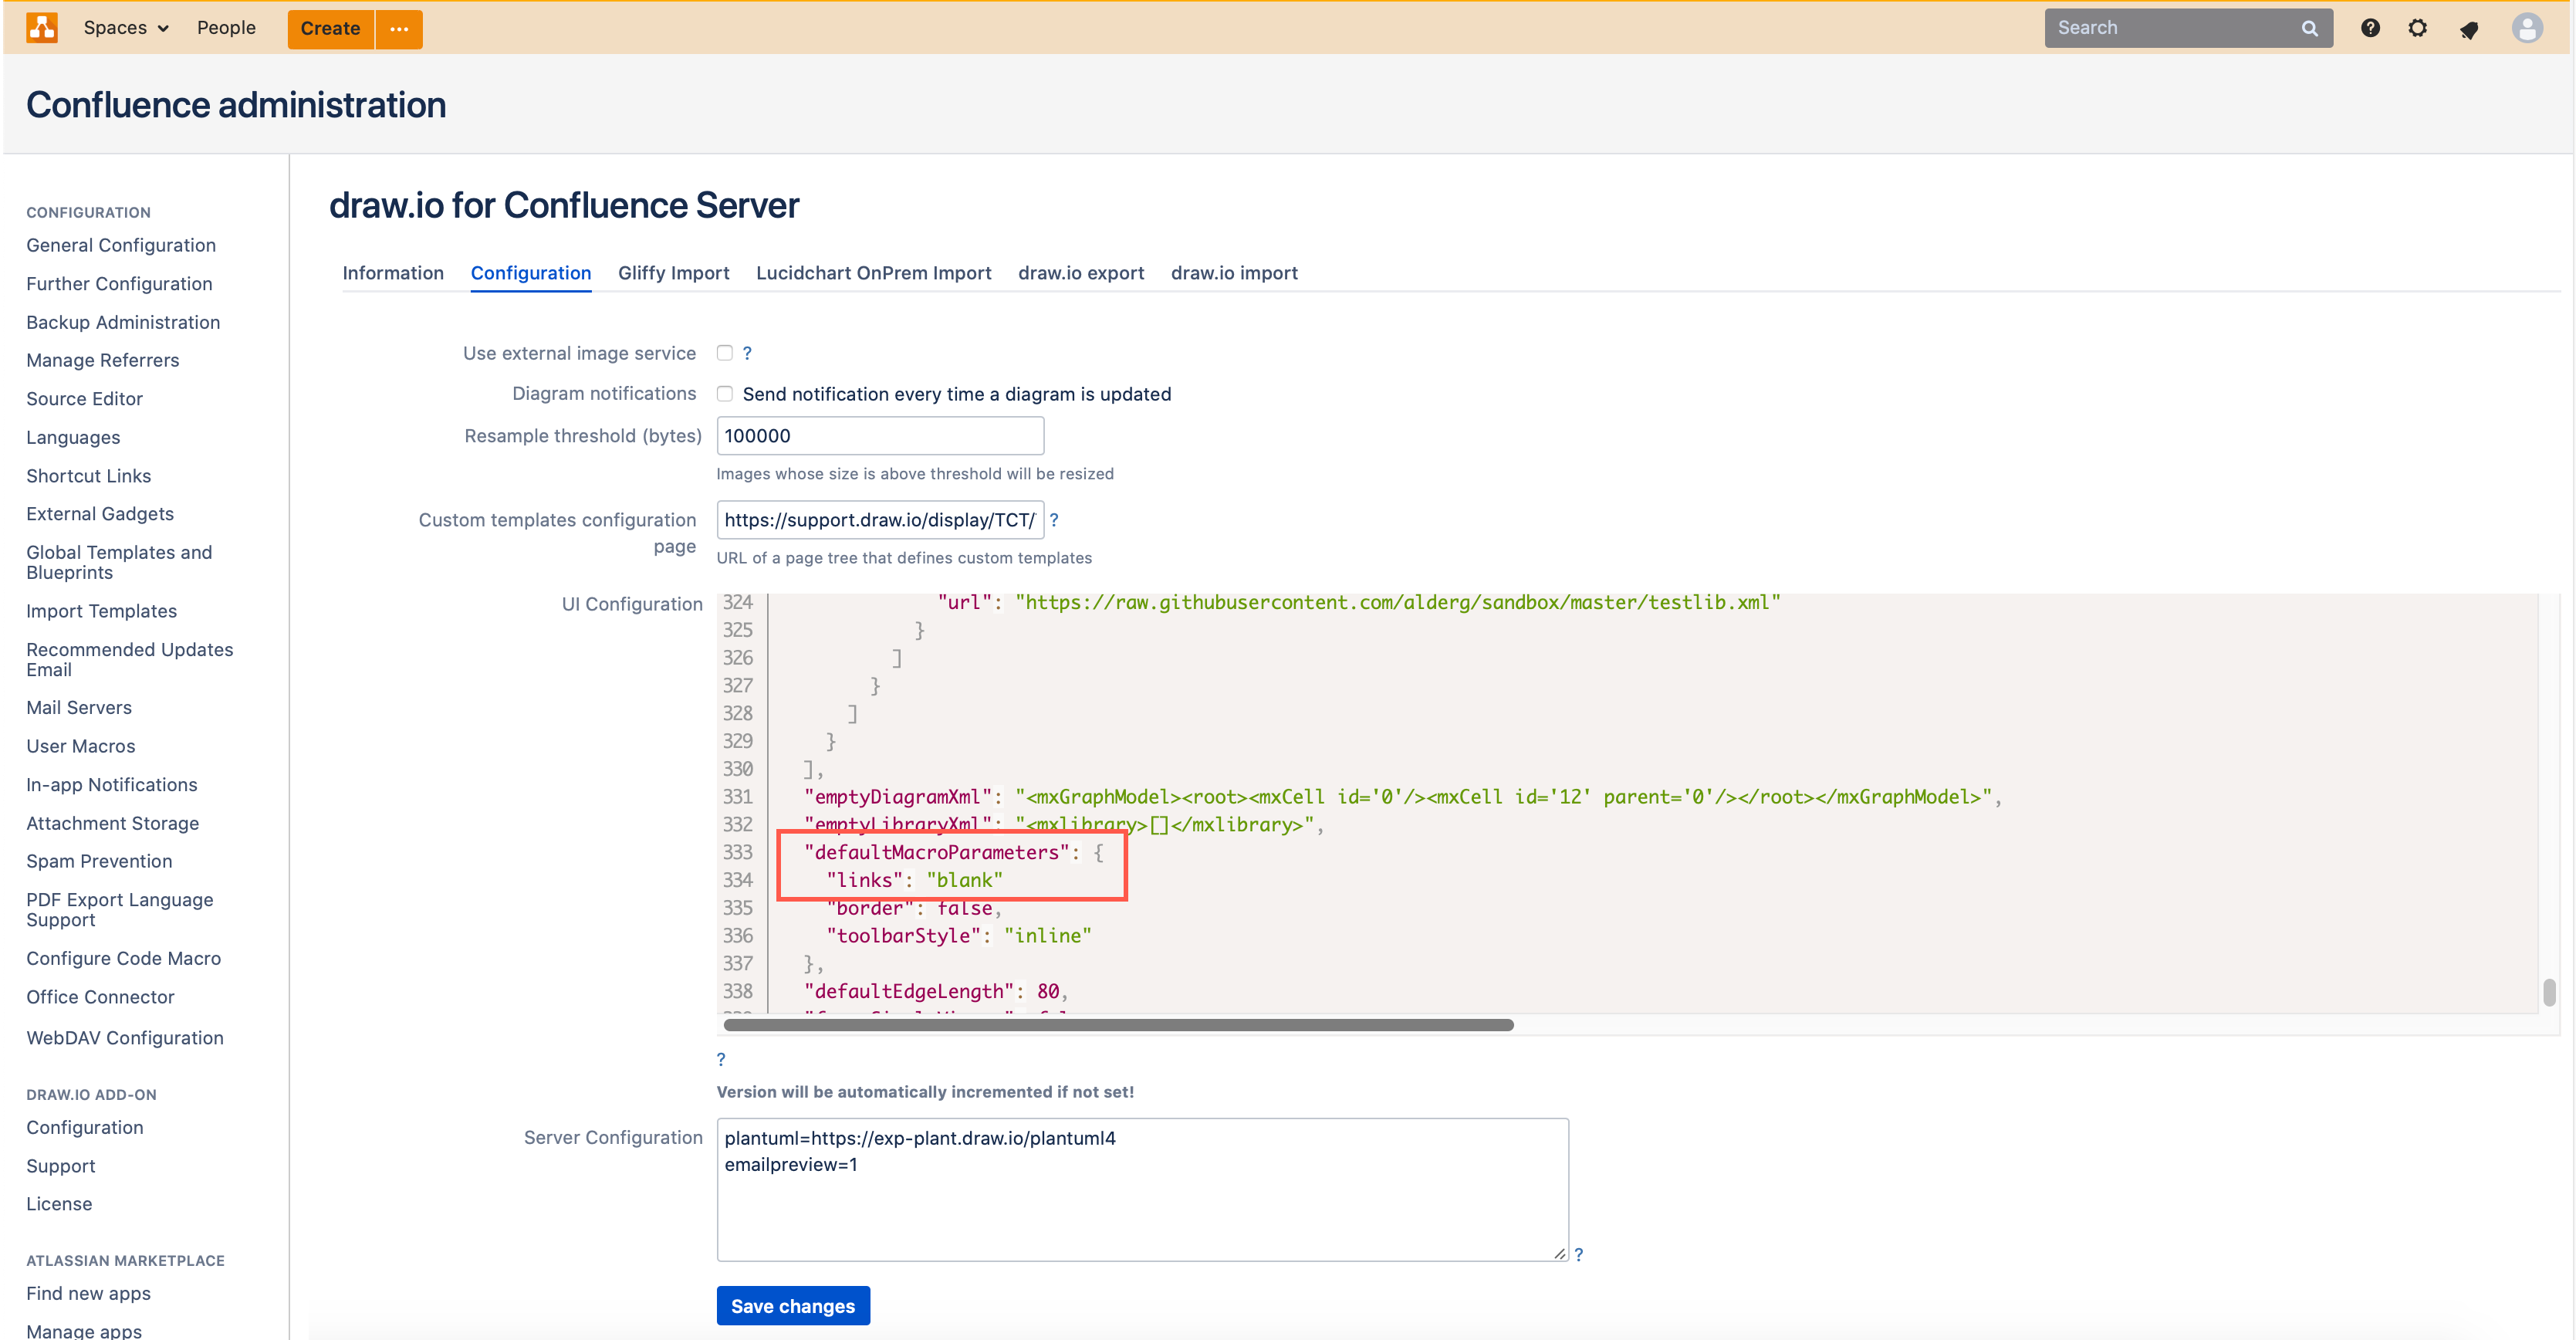 Spaces People Create ... Search
Confluence administration
CONFIGURATION
General Configuration
Further Configuration
Backup Administration
Manage Referrers
Source Editor
Languages
Shortcut Links
External Gadgets
Global Templates and
Blueprints
Import Templates
Recommended Updates
Email
Mail Servers
User Macros
In-app Notifications
Attachment Storage
Spam Prevention
PDF Export Language
Support
Configure Code Macro
Office Connector
WebDAV Configuration
DRAW.IO ADD-ON
Configuration
Support
License
ATLASSIAN MARKETPLACE
Find new apps
Manage apps
draw.io for Confluence Server
Information Configuration Gliffy Import Lucidchart OnPrem Import draw.io export draw.io import
Use external image service ?
Diagram notifications Send notification every time a diagram is updated
Resample threshold (bytes) 100000
Images whose size is above threshold will be resized
Custom templates configuration
page
https://support.draw.io/display/TCT/ ?
URL of a page tree that defines custom templates
UI Configuration
324 "url": "https://raw.githubusercontent.com/alderg/sandbox/master/testlib.xml"
325 }
326 ]
327 }
328 ]
329 }
330 ],
331 "emptyDiagramXml": "<mxGraphModel><root><mxCell id='0'/><mxCell id='12' parent='0'/></root></mxGraphModel>",
332 "emptyLibraryXml": "<mxlibrary>[]</mxlibrary>",
333 "defaultMacroParameters": {
334 "links": "blank"
335 "border": false,
336 "toolbarStyle": "inline"
337 },
338 "defaultEdgeLength": 80,
?
Version will be automatically incremented if not set!
Server Configuration
plantuml=https://exp-plant.draw.io/plantuml4
emailpreview=1
?
Save changes